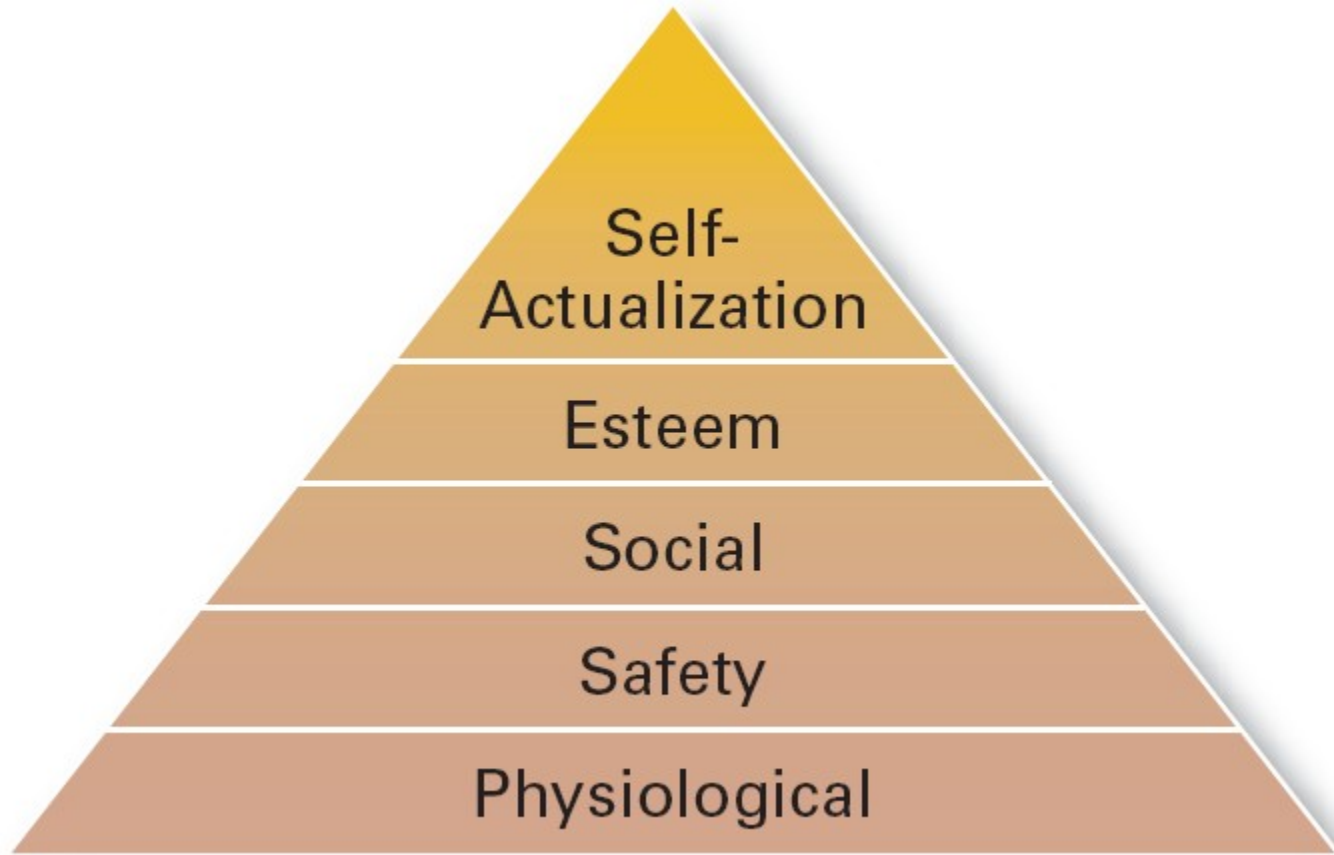 Self-
Actualization
Esteem
Social
Safety
Physiological